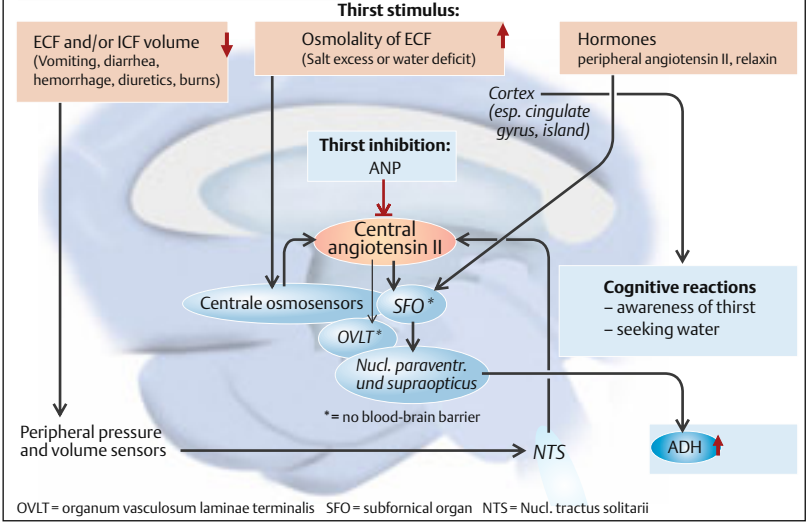 Thirst stimulus:
ECF and/or ICF volume
(Vomiting, diarrhea,
hemorrhage, diuretics, burns)
Osmolality of ECF
(Salt excess or water deficit)
Hormones
peripheral angiotensin II, relaxin
Cortex
(esp. cingulate
gyrus, island)
Thirst inhibition:
ANP
Central
angiotensin II
Centrale osmosensors
SFO*
OVLT*
Nucl. paraventr.
und supraopticus
* = no blood-brain barrier
Cognitive reactions
– awareness of thirst
– seeking water
Peripheral pressure
and volume sensors
NTS
ADH
OVLT = organum vasculosum laminae terminalis SFO = subfornical organ NTS = Nucl. tractus solitarii